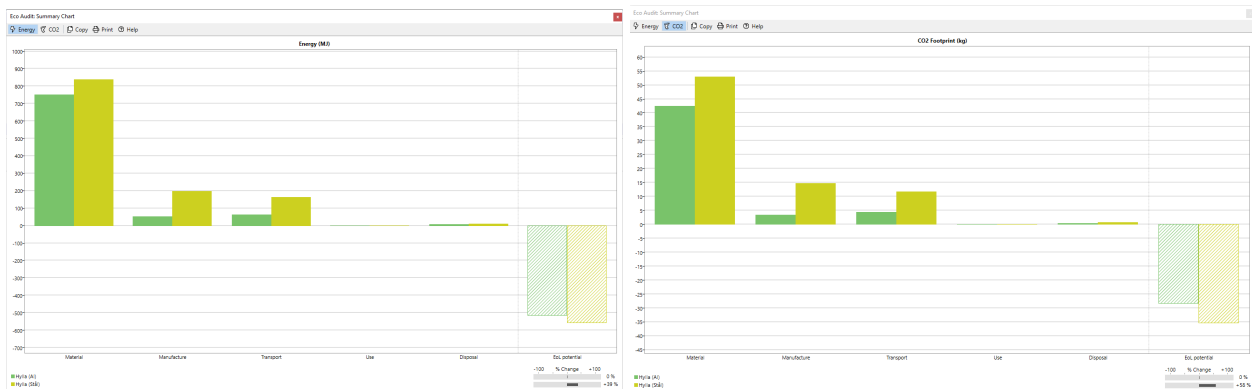 Eco Audit: Summary Chart
Energy CO2 Copy Print Help
Energy (MJ)
1000
900
800
700
600
500
400
300
200
100
0
-100
-200
-300
-400
-500
-600
-700
Material Manufacture Transport Use Disposal EoL potential
-100 % Change +100
Hylla (Al) 0 %
Hylla (Stål) +39 %
Eco Audit: Summary Chart
Energy CO2 Copy Print Help
CO2 Footprint (kg)
60
55
50
45
40
35
30
25
20
15
10
5
0
-5
-10
-15
-20
-25
-30
-35
-40
-45
Material Manufacture Transport Use Disposal EoL potential
-100 % Change +100
Hylla (Al) 0 %
Hylla (Stål) +58 %